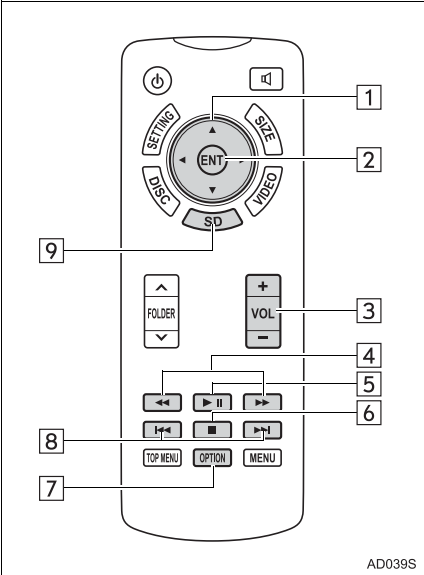 1
SETTING
SIZE
ENT
2
DISC
VIDEO
SD
9
FOLDER
+
VOL
−
3
4
5
6
8
TOP MENU
OPTION
MENU
7
AD039S